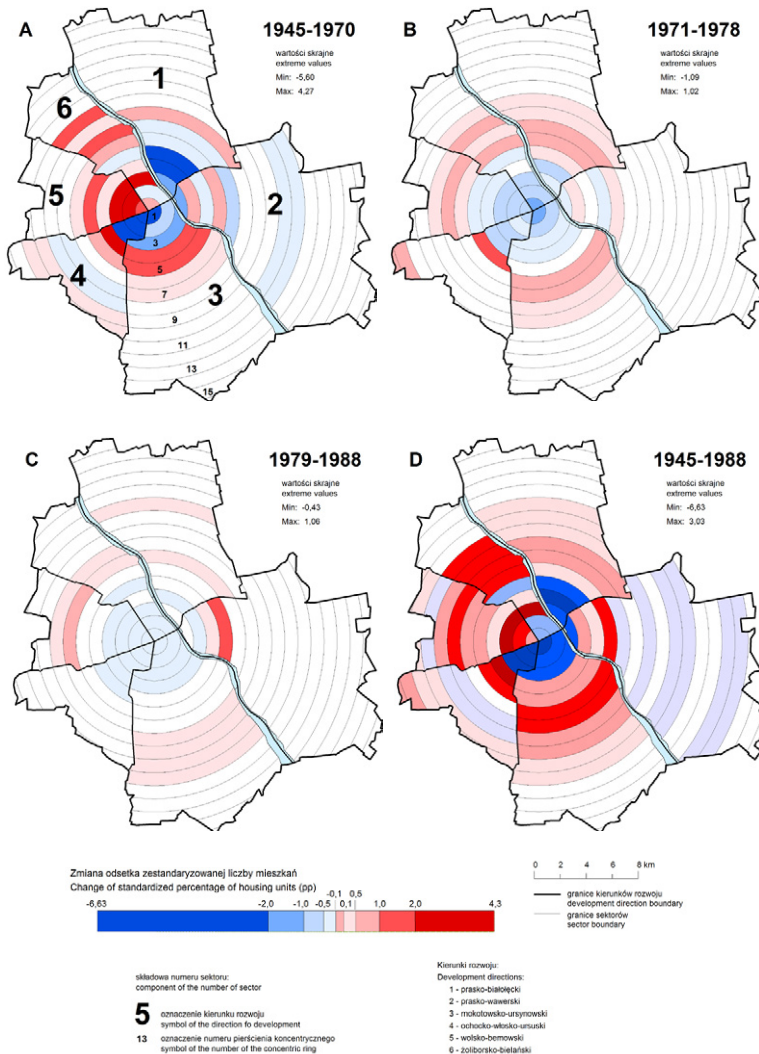 A
1945-1970
wartości skrajne
extreme values
Min: -5,60
Max: 4,27
1
6
5
2
4
3
1
3
5
7
9
11
13
15
B
1971-1978
wartości skrajne
extreme values
Min: -1,09
Max: 1,02
C
1979-1988
wartości skrajne
extreme values
Min: -0,43
Max: 1,06
D
1945-1988
wartości skrajne
extreme values
Min: -6,63
Max: 3,03
Zmiana odsetka zestandaryzowanej liczby mieszkań
Change of standardized percentage of housing units (pp)
-6,63 -2,0 -1,0 -0,5 -0,1 0,1 0,5 1,0 2,0 4,3
0 2 4 6 8 km
granice kierunków rozwoju
development direction boundary
granice sektorów
sector boundary
składowa numeru sektoru:
component of the number of sector
5 oznaczenie kierunku rozwoju
symbol of the direction fo development
13 oznaczenie numeru pierścienia koncentrycznego
symbol of the number of the concentric ring
Kierunki rozwoju:
Development directions:
1 - prasko-białołęcki
2 - prasko-wawerski
3 - mokotowsko-ursynowski
4 - ochocko-włosko-ursuski
5 - wolsko-bemowski
6 - żoliborsko-bielański